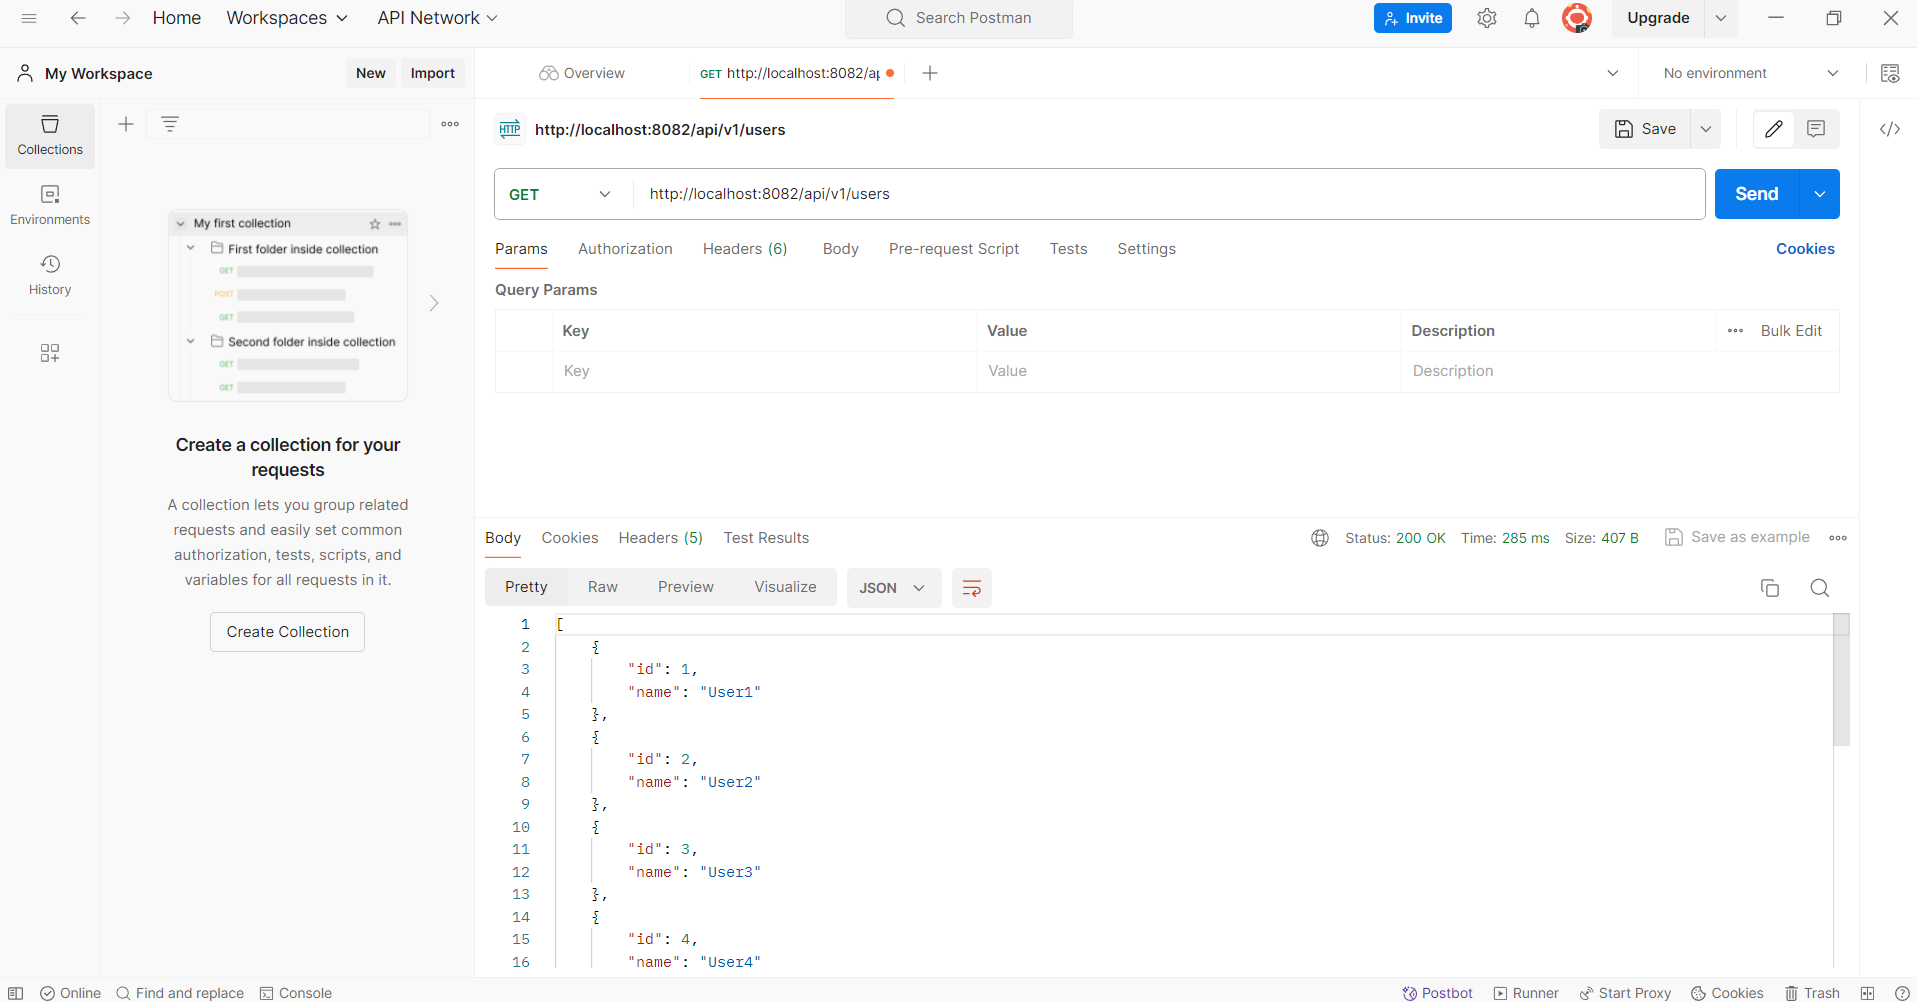 Home Workspaces API Network Search Postman Invite Upgrade
My Workspace New Import Overview GET http://localhost:8082/ap No environment
Collections
Environments
History
My first collection
First folder inside collection
GET
POST
GET
Second folder inside collection
GET
GET
Create a collection for your
requests
A collection lets you group related
requests and easily set common
authorization, tests, scripts, and
variables for all requests in it.
Create Collection
HTTP http://localhost:8082/api/v1/users Save
GET http://localhost:8082/api/v1/users Send
Params Authorization Headers (6) Body Pre-request Script Tests Settings Cookies
Query Params
Key Value Description Bulk Edit
Key Value Description
Body Cookies Headers (5) Test Results Status: 200 OK Time: 285 ms Size: 407 B Save as example
Pretty Raw Preview Visualize JSON
1 [
2 {
3 "id": 1,
4 "name": "User1"
5 },
6 {
7 "id": 2,
8 "name": "User2"
9 },
10 {
11 "id": 3,
12 "name": "User3"
13 },
14 {
15 "id": 4,
16 "name": "User4"
Online Find and replace Console Postbot Runner Start Proxy Cookies Trash